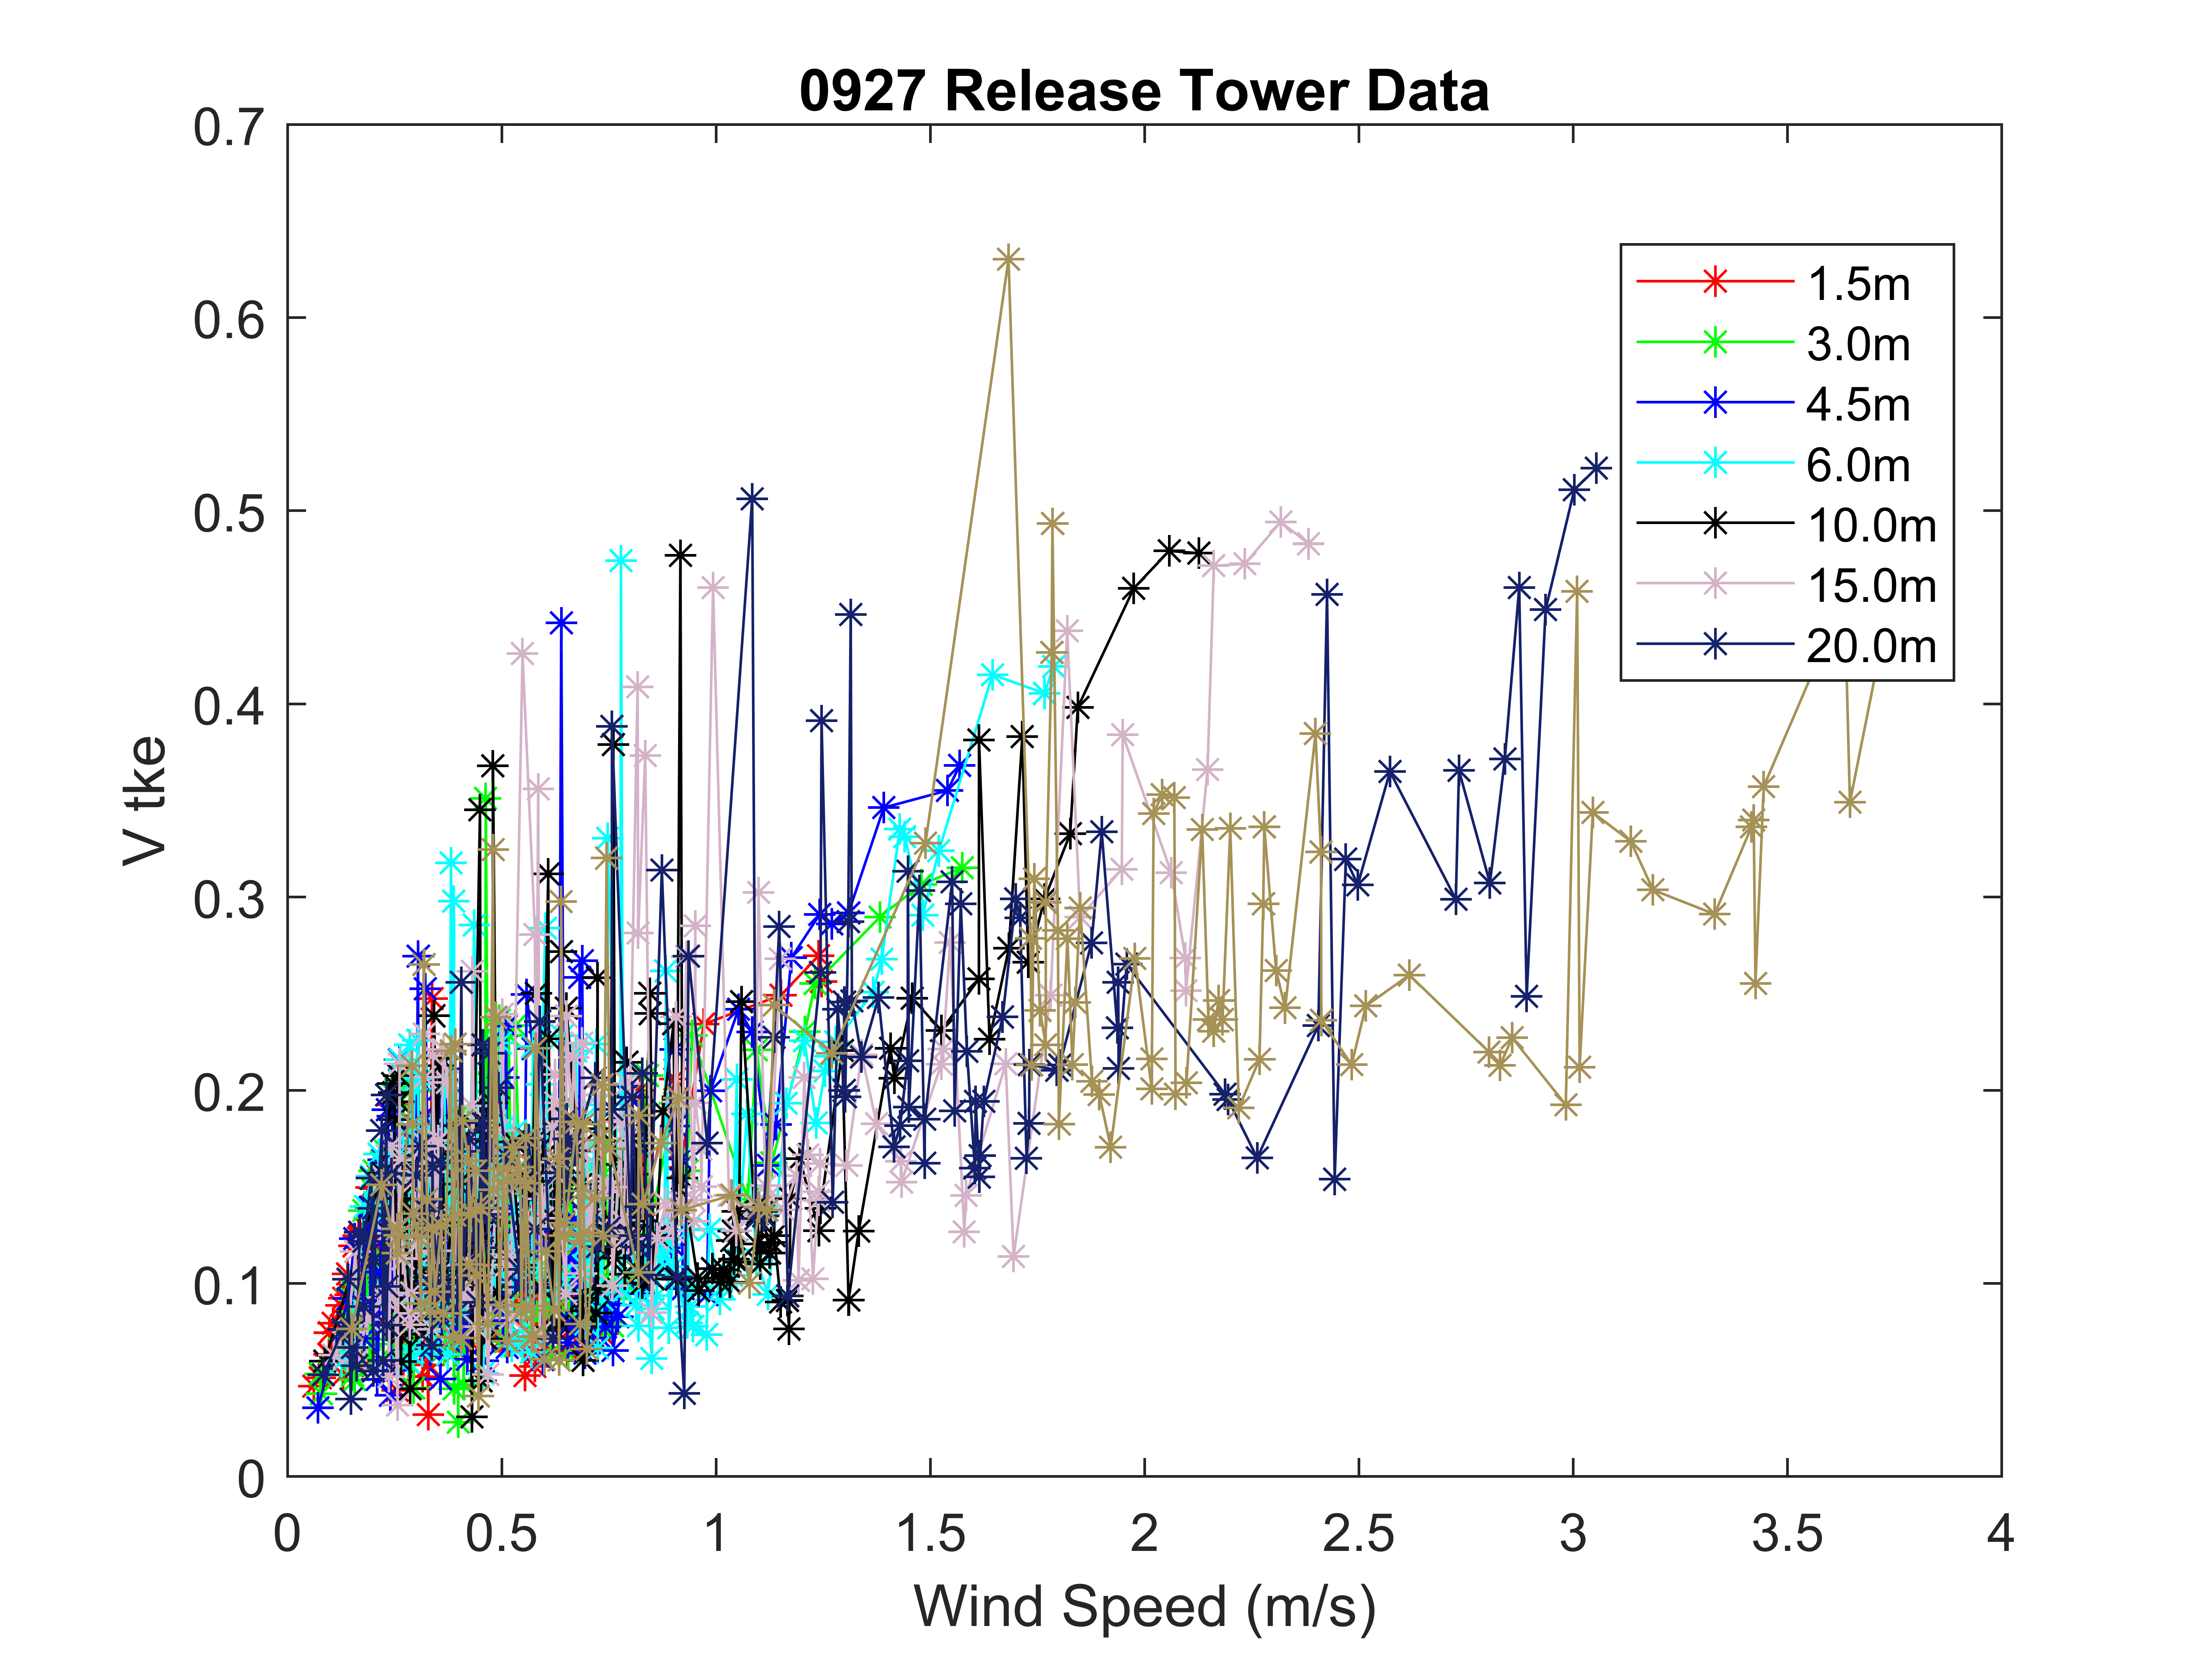 0927 Release Tower Data
0.7
0.6
0.5
0.4
0.3
0.2
0.1
0
V tke
1.5m
3.0m
4.5m
6.0m
10.0m
15.0m
20.0m
0 0.5 1 1.5 2 2.5 3 3.5 4
Wind Speed (m/s)